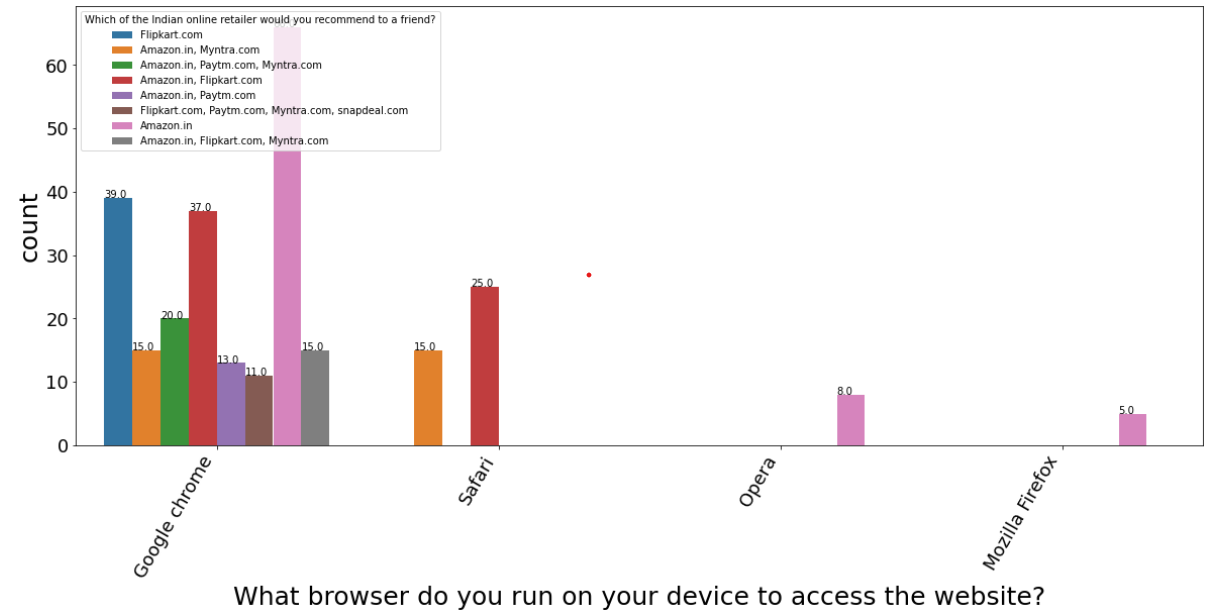 Which of the Indian online retailer would you recommend to a friend?
Flipkart.com
Amazon.in, Myntra.com
Amazon.in, Paytm.com, Myntra.com
Amazon.in, Flipkart.com
Amazon.in, Paytm.com
Flipkart.com, Paytm.com, Myntra.com, snapdeal.com
Amazon.in
Amazon.in, Flipkart.com, Myntra.com
count
60
50
40
30
20
10
0
39.0
15.0
20.0
37.0
13.0
11.0
15.0
15.0
25.0
8.0
5.0
Google chrome
Safari
Opera
Mozilla Firefox
What browser do you run on your device to access the website?